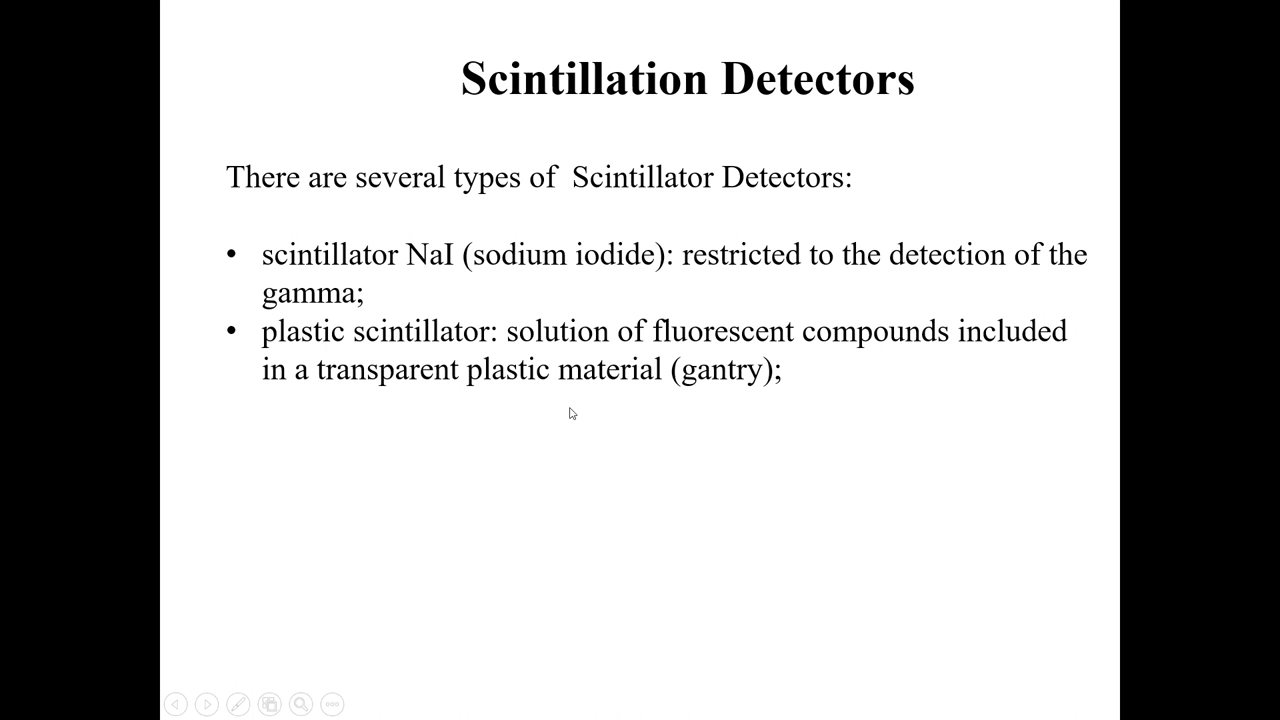 Scintillation Detectors
There are several types of  Scintillator Detectors:
• scintillator NaI (sodium iodide): restricted to the detection of the
gamma;
• plastic scintillator: solution of fluorescent compounds included
in a transparent plastic material (gantry);